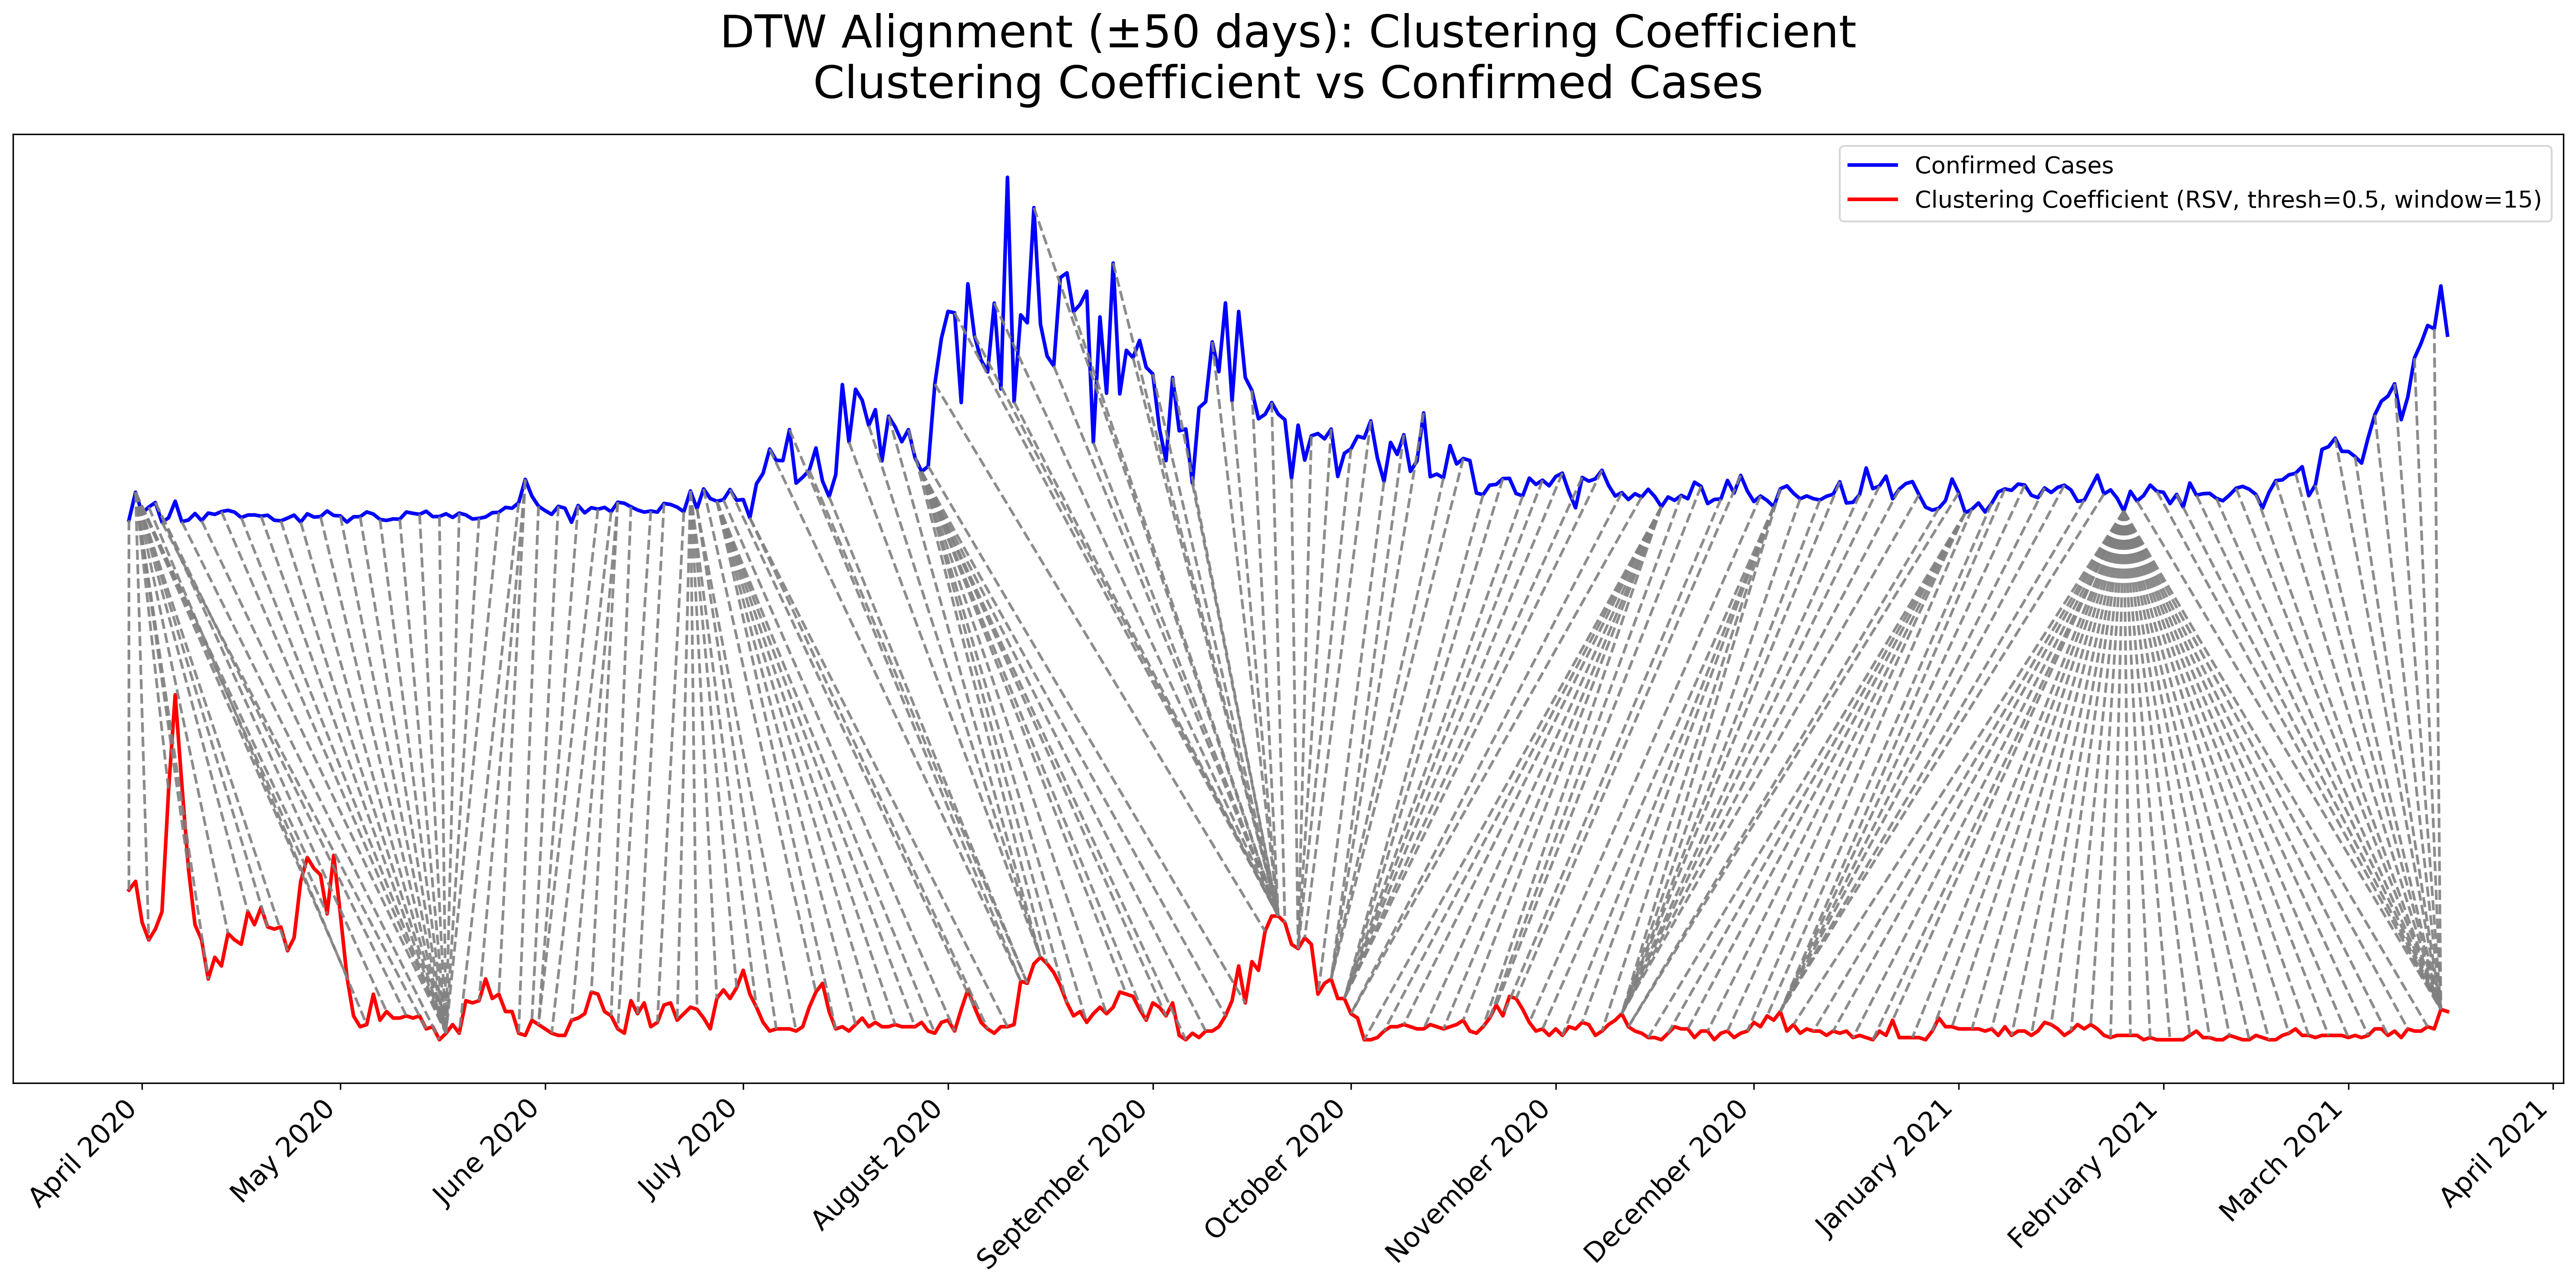 DTW Alignment (±50 days): Clustering Coefficient
Clustering Coefficient vs Confirmed Cases
Confirmed Cases
Clustering Coefficient (RSV, thresh=0.5, window=15)
April 2020
May 2020
June 2020
July 2020
August 2020
September 2020
October 2020
November 2020
December 2020
January 2021
February 2021
March 2021
April 2021